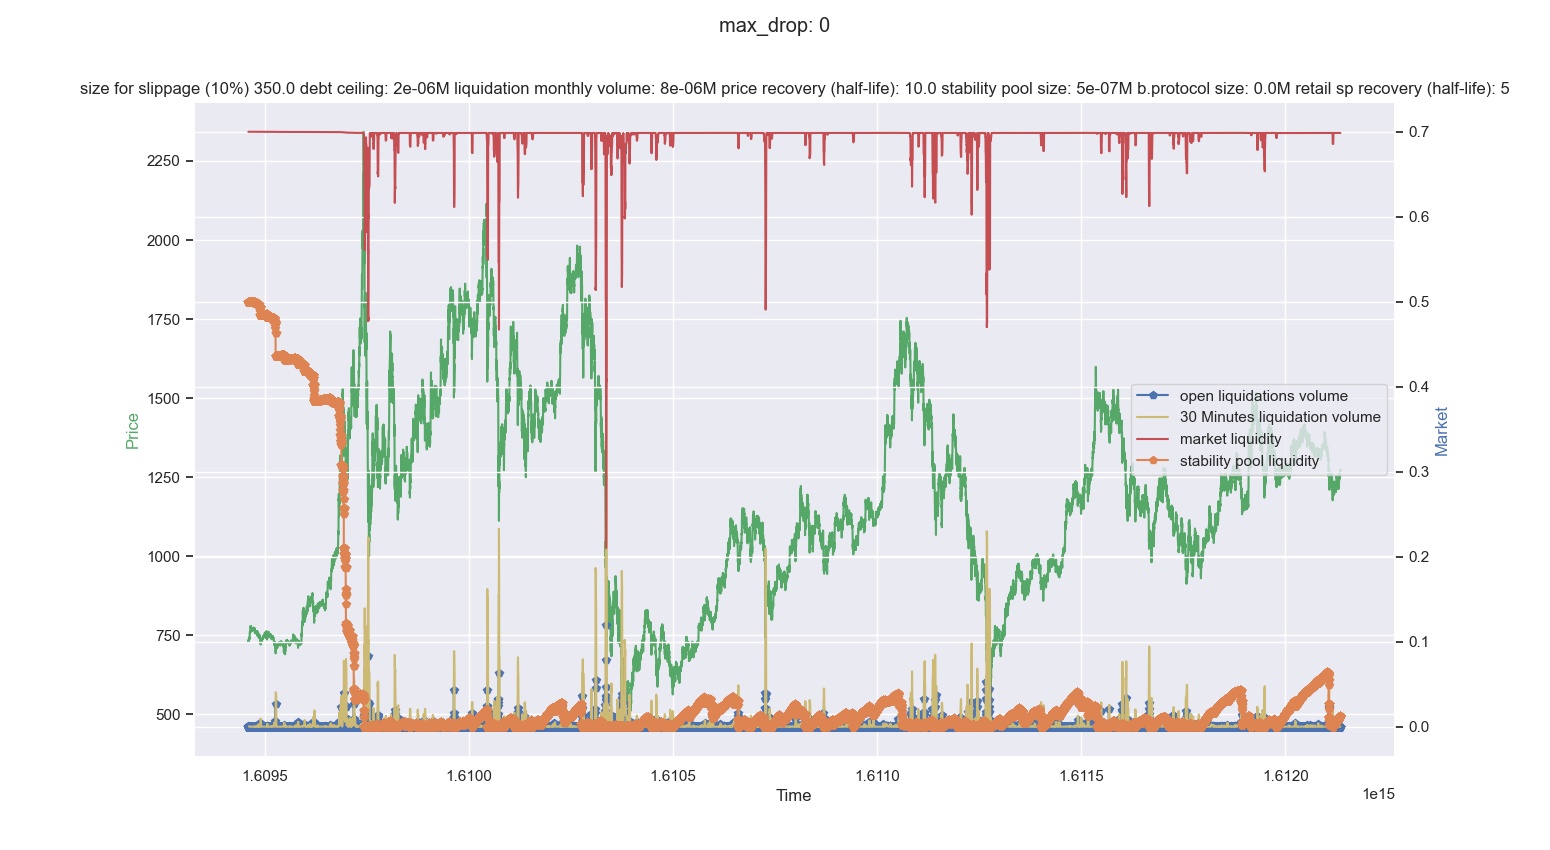 max_drop: 0
size for slippage (10%) 350.0 debt ceiling: 2e-06M liquidation monthly volume: 8e-06M price recovery (half-life): 10.0 stability pool size: 5e-07M b.protocol size: 0.0M retail sp recovery (half-life): 5
0.7
2250
0.6
2000
0.5
1750
0.4
1500
open liquidations volume
30 Minutes liquidation volume
market liquidity
stability pool liquidity
Price
Market
1250
0.3
1000
0.2
750
0.1
500
0.0
1.6095 1.6100 1.6105 1.6110 1.6115 1.6120
Time
1e15